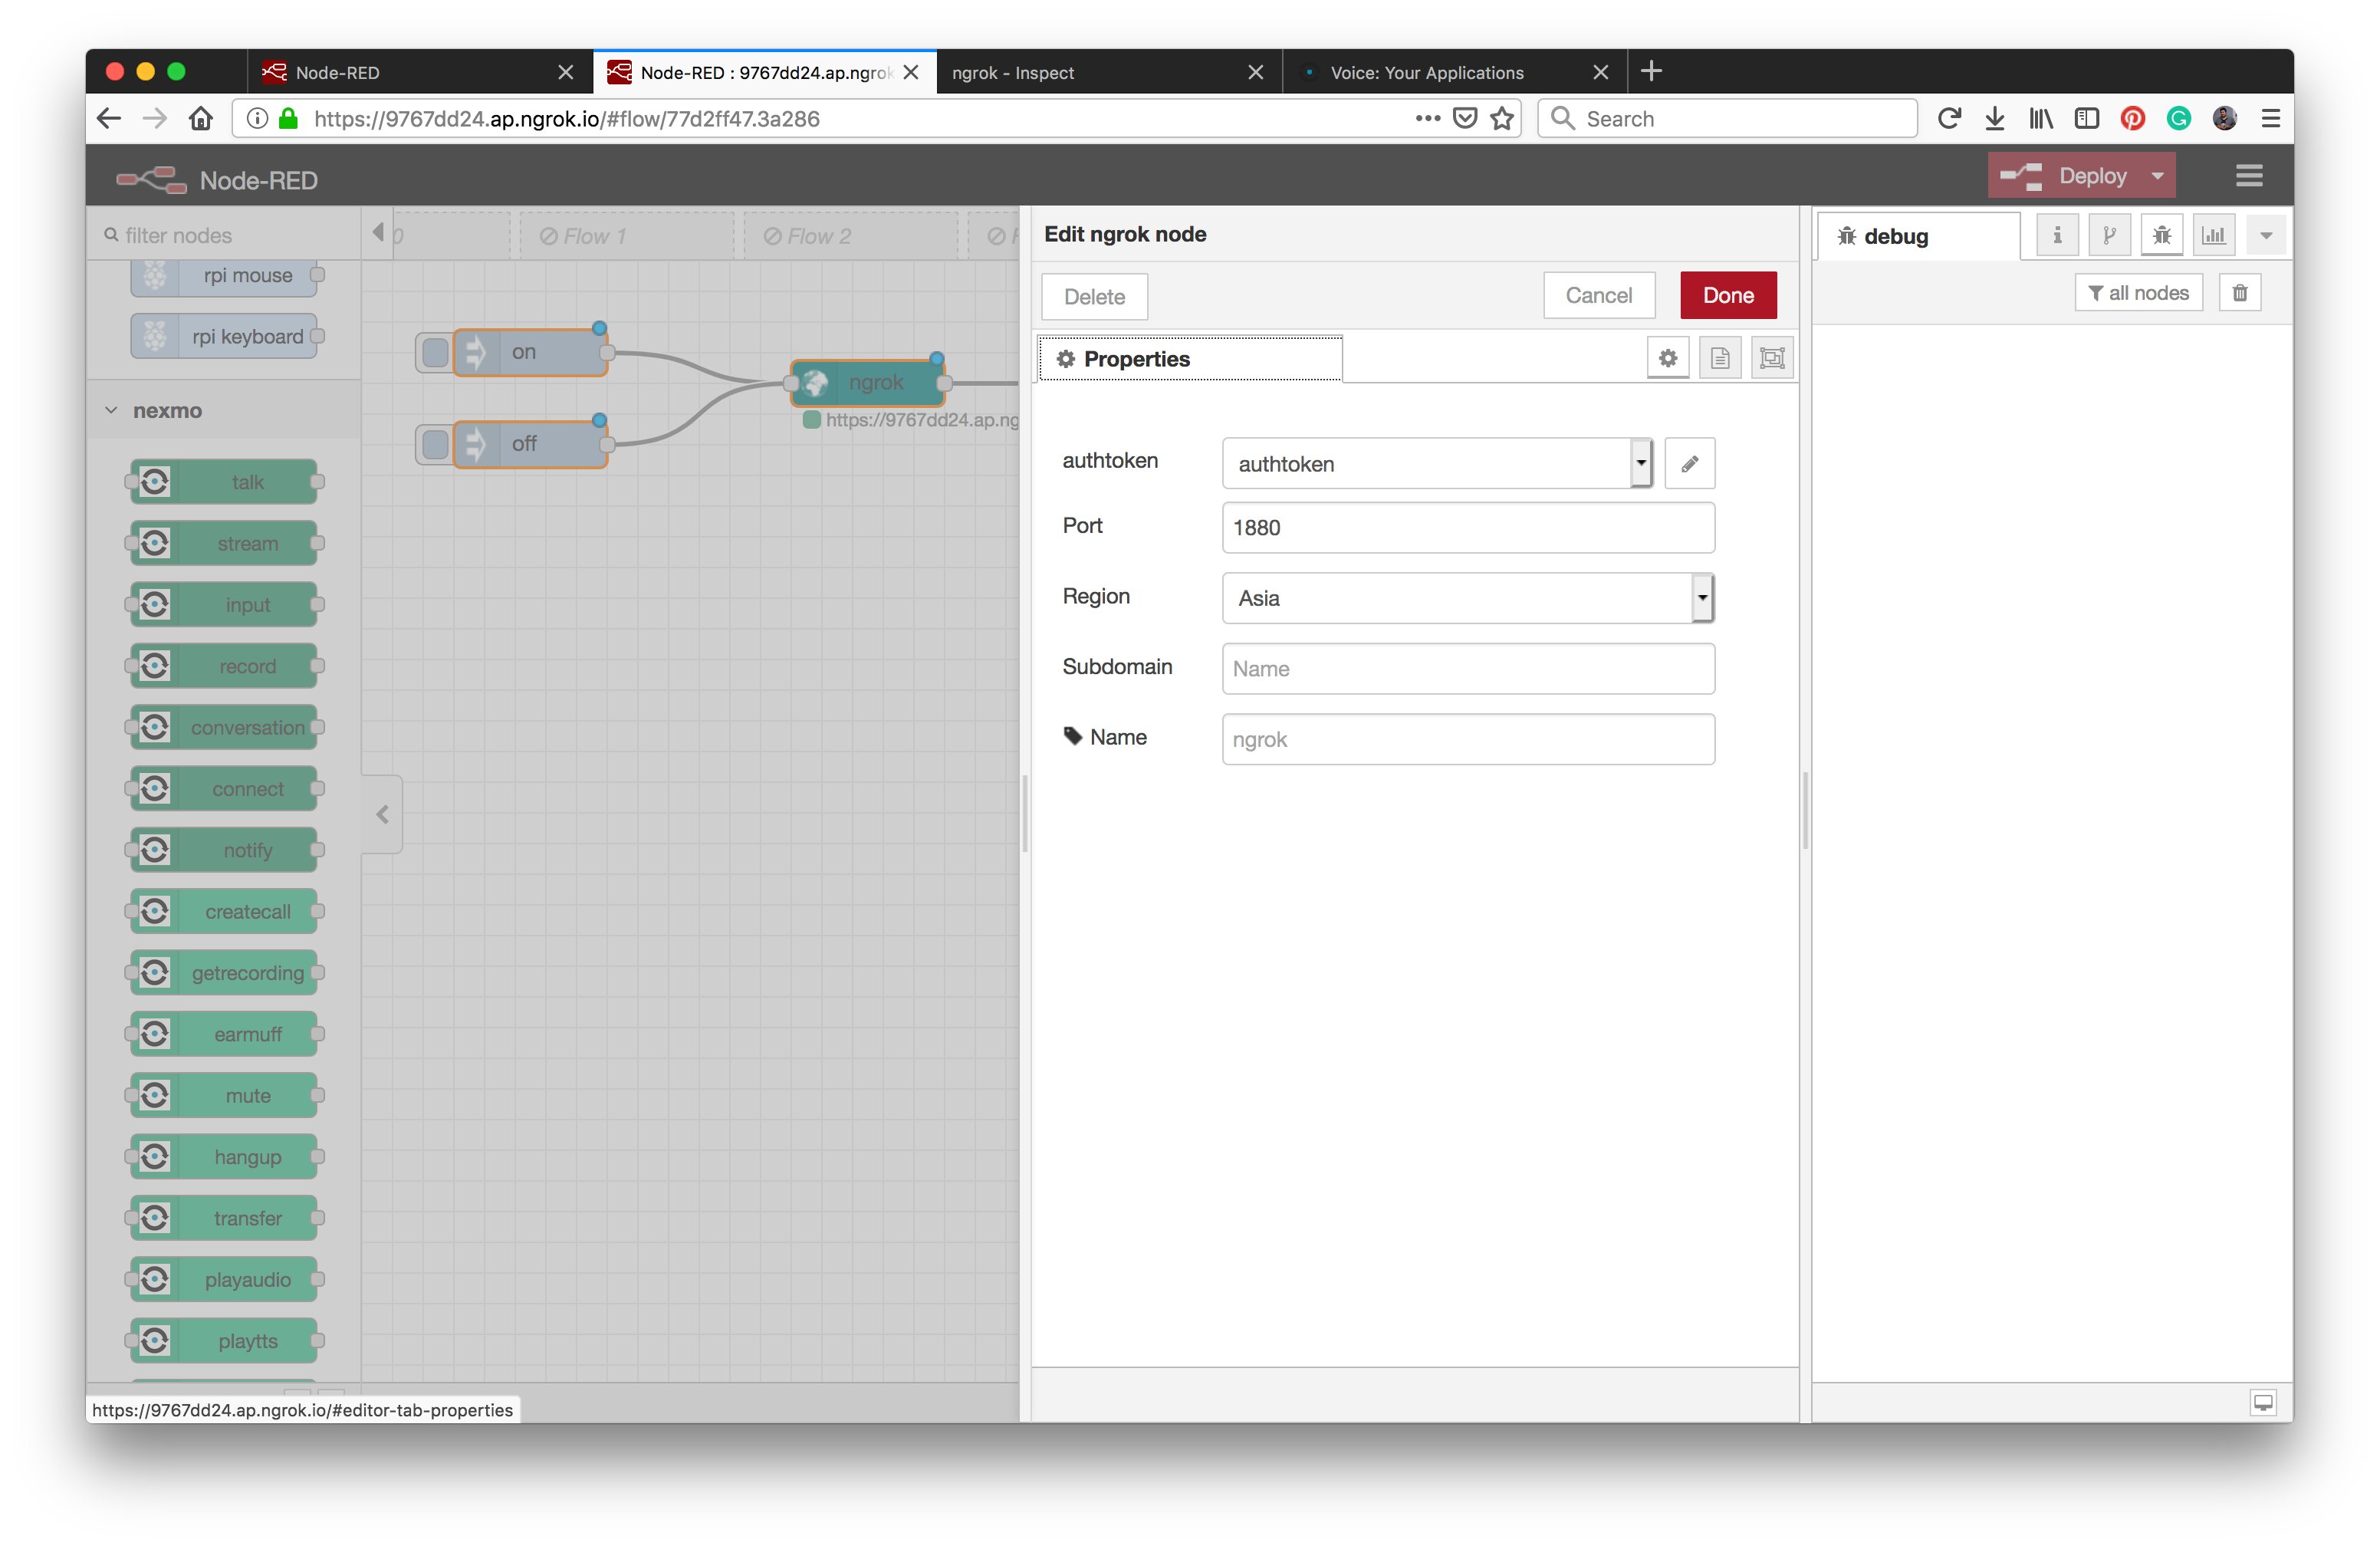 Node-RED
Node-RED : 9767dd24.ap.ngrok
ngrok - Inspect
Voice: Your Applications
https://9767dd24.ap.ngrok.io/#flow/77d2ff47.3a286
Search
Node-RED
Deploy
filter nodes
0
Flow 1
Flow 2
F
Edit ngrok node
debug
Delete
Cancel
Done
all nodes
Properties
rpi mouse
rpi keyboard
nexmo
talk
stream
input
record
conversation
connect
notify
createcall
getrecording
earmuff
mute
hangup
transfer
playaudio
playtts
on
off
ngrok
https://9767dd24.ap.ng
authtoken
authtoken
Port
1880
Region
Asia
Subdomain
Name
Name
ngrok
https://9767dd24.ap.ngrok.io/#editor-tab-properties